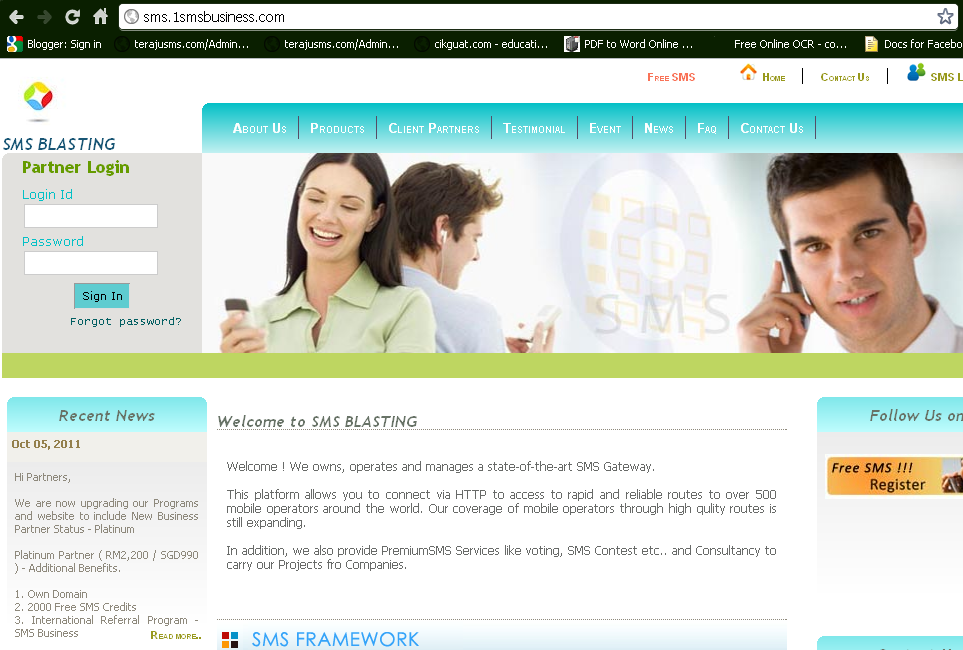 sms.1smsbusiness.com
Blogger: Sign in terajusms.com/Admin... terajusms.com/Admin... cikguat.com - educati... PDF to Word Online ... Free Online OCR - co... Docs for Facebo
Free SMS Home Contact Us SMS L
SMS BLASTING
About Us Products Client Partners Testimonial Event News Faq Contact Us
Partner Login
Login Id
Password
Sign In
Forgot password?
SMS
Recent News
Oct 05, 2011
Hi Partners,
We are now upgrading our Programs
and website to include New Business
Partner Status - Platinum
Platinum Partner ( RM2,200 / SGD990
) - Additional Benefits.
1. Own Domain
2. 2000 Free SMS Credits
3. International Referral Program -
SMS Business
Read more..
Welcome to SMS BLASTING
Welcome ! We owns, operates and manages a state-of-the-art SMS Gateway.
This platform allows you to connect via HTTP to access to rapid and reliable routes to over 500
mobile operators around the world. Our coverage of mobile operators through high qulity routes is
still expanding.
In addition, we also provide PremiumSMS Services like voting, SMS Contest etc.. and Consultancy to
carry our Projects fro Companies.
SMS FRAMEWORK
Follow Us on
Free SMS !!!
Register